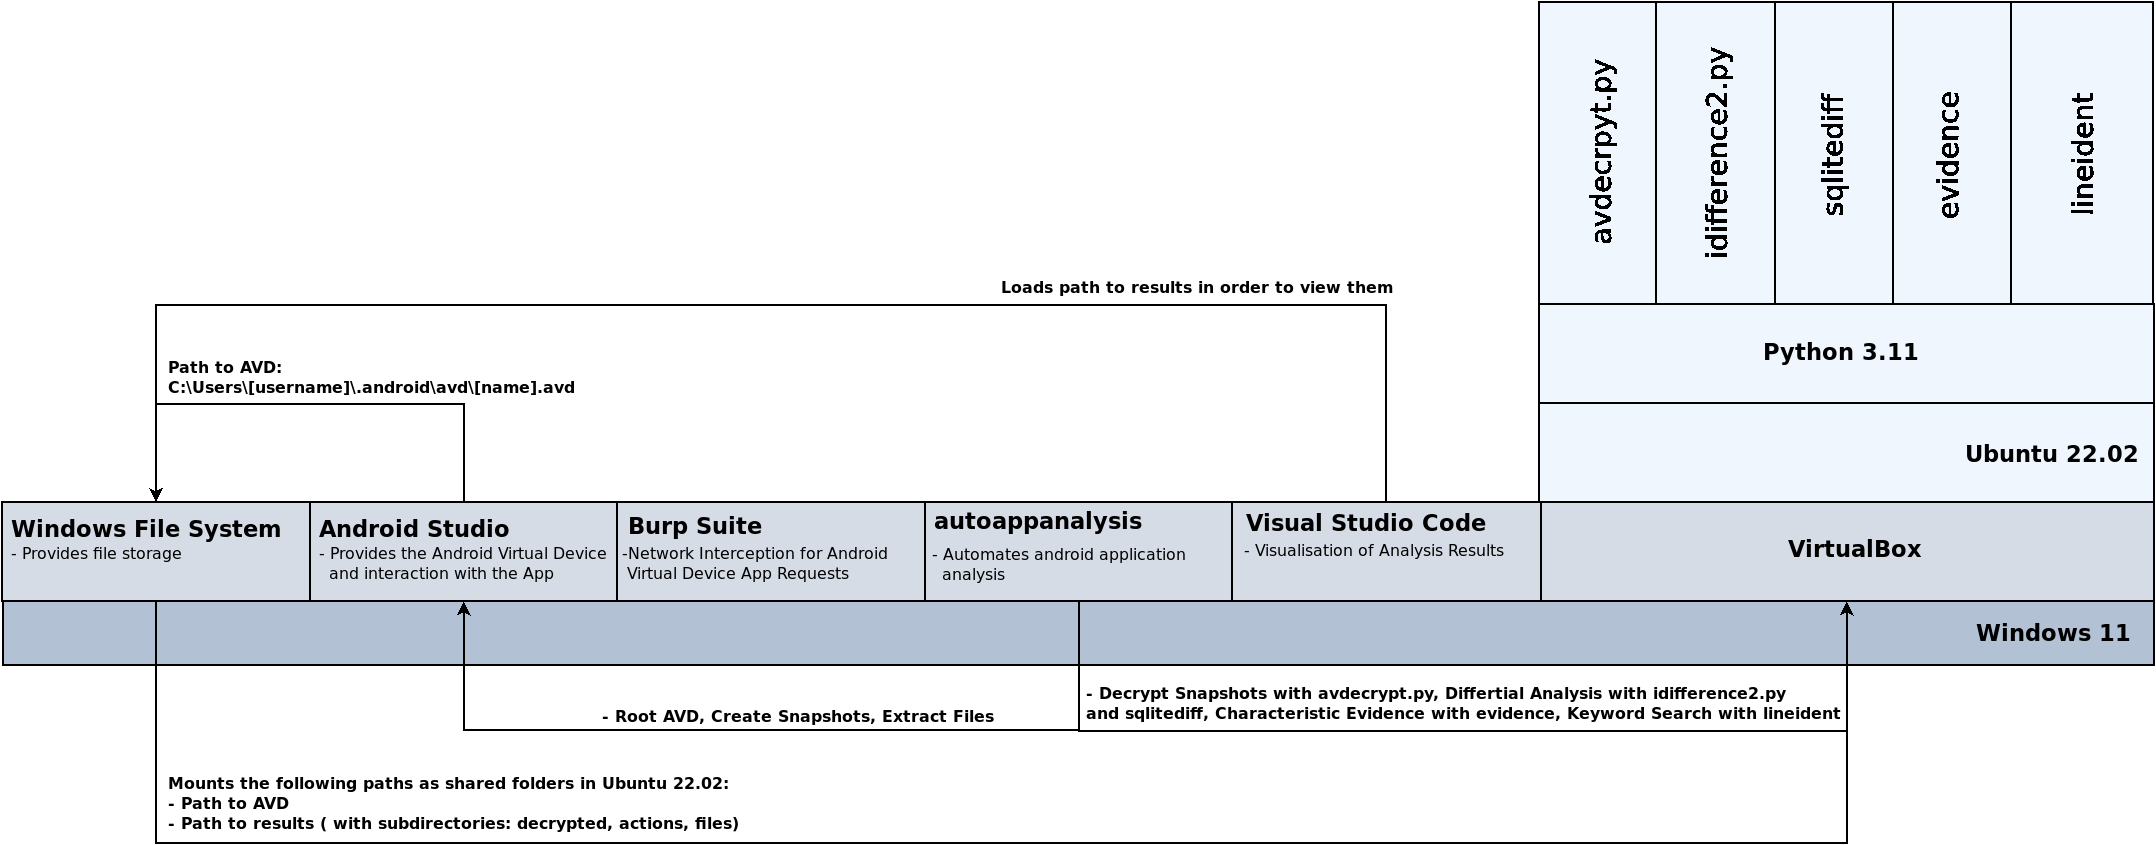 avdecrpyt.py
idifference2.py
sqlitediff
evidence
lineident
Loads path to results in order to view them
Python 3.11
Path to AVD:
C:\Users\[username]\.android\avd\[name].avd
Ubuntu 22.02
Windows File System
- Provides file storage
Android Studio
- Provides the Android Virtual Device
and interaction with the App
Burp Suite
-Network Interception for Android
Virtual Device App Requests
autoappanalysis
- Automates android application
analysis
Visual Studio Code
- Visualisation of Analysis Results
VirtualBox
Windows 11
- Root AVD, Create Snapshots, Extract Files
- Decrypt Snapshots with avdecrypt.py, Differtial Analysis with idifference2.py
and sqlitediff, Characteristic Evidence with evidence, Keyword Search with lineident
Mounts the following paths as shared folders in Ubuntu 22.02:
- Path to AVD
- Path to results ( with subdirectories: decrypted, actions, files)